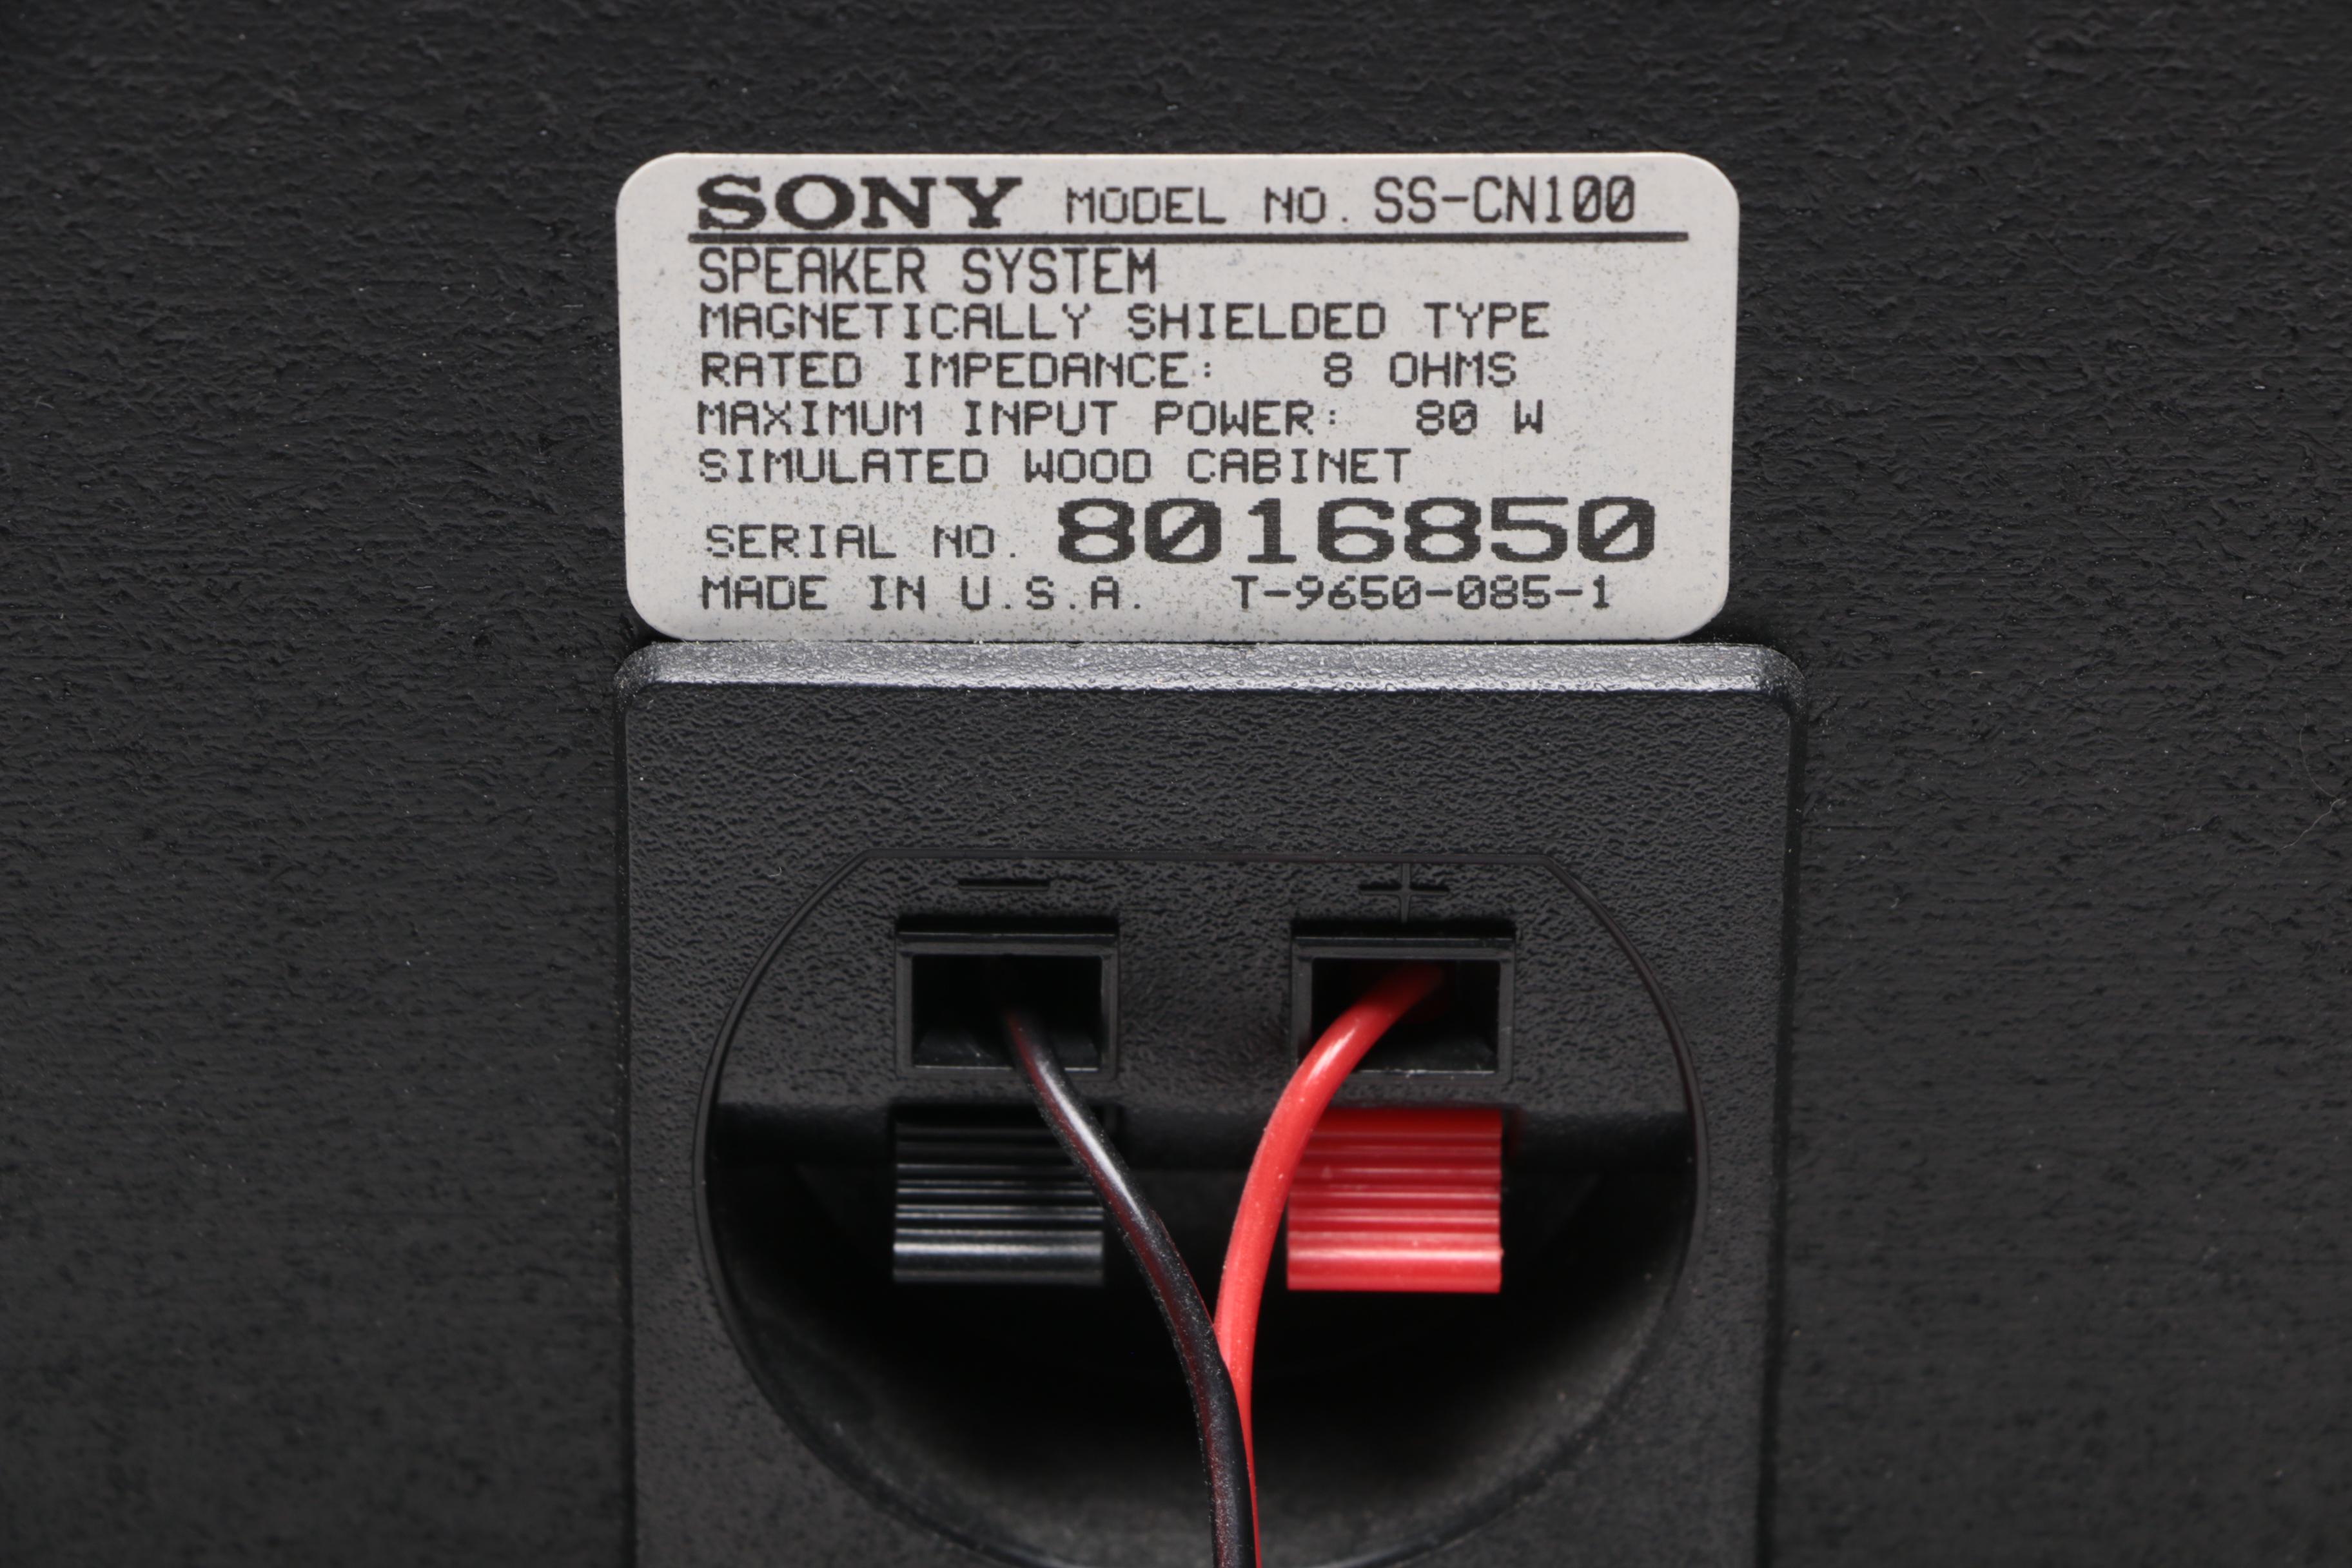 SONY MODEL NO. SS-CN100
SPEAKER SYSTEM
MAGNETICALLY SHIELDED TYPE
RATED IMPEDANCE: 8 OHMS
MAXIMUM INPUT POWER: 80 W
SIMULATED WOOD CABINET
SERIAL NO. 8016850
MADE IN U.S.A. T-9650-085-1
− +